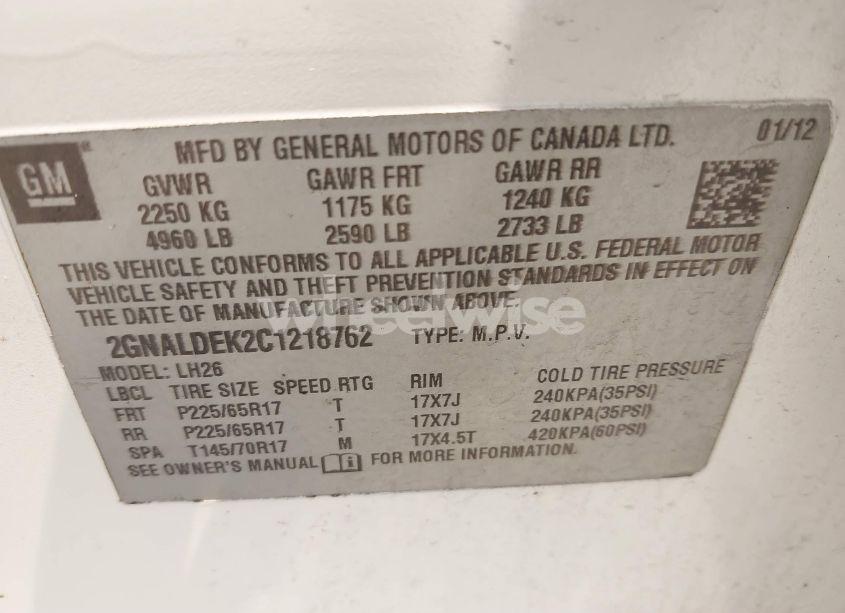 MFD BY GENERAL MOTORS OF CANADA LTD. 01/12
GM
GVWR GAWR FRT GAWR RR
2250 KG 1175 KG 1240 KG
4960 LB 2590 LB 2733 LB
THIS VEHICLE CONFORMS TO ALL APPLICABLE U.S. FEDERAL MOTOR
VEHICLE SAFETY AND THEFT PREVENTION STANDARDS IN EFFECT ON
THE DATE OF MANUFACTURE SHOWN ABOVE.
wheelwise
2GNALDEK2C1218762 TYPE: M.P.V.
MODEL: LH26
LBCL TIRE SIZE SPEED RTG RIM COLD TIRE PRESSURE
FRT P225/65R17 T 17X7J 240KPA(35PSI)
RR P225/65R17 T 17X7J 240KPA(35PSI)
SPA T145/70R17 M 17X4.5T 420KPA(60PSI)
SEE OWNER'S MANUAL i FOR MORE INFORMATION.